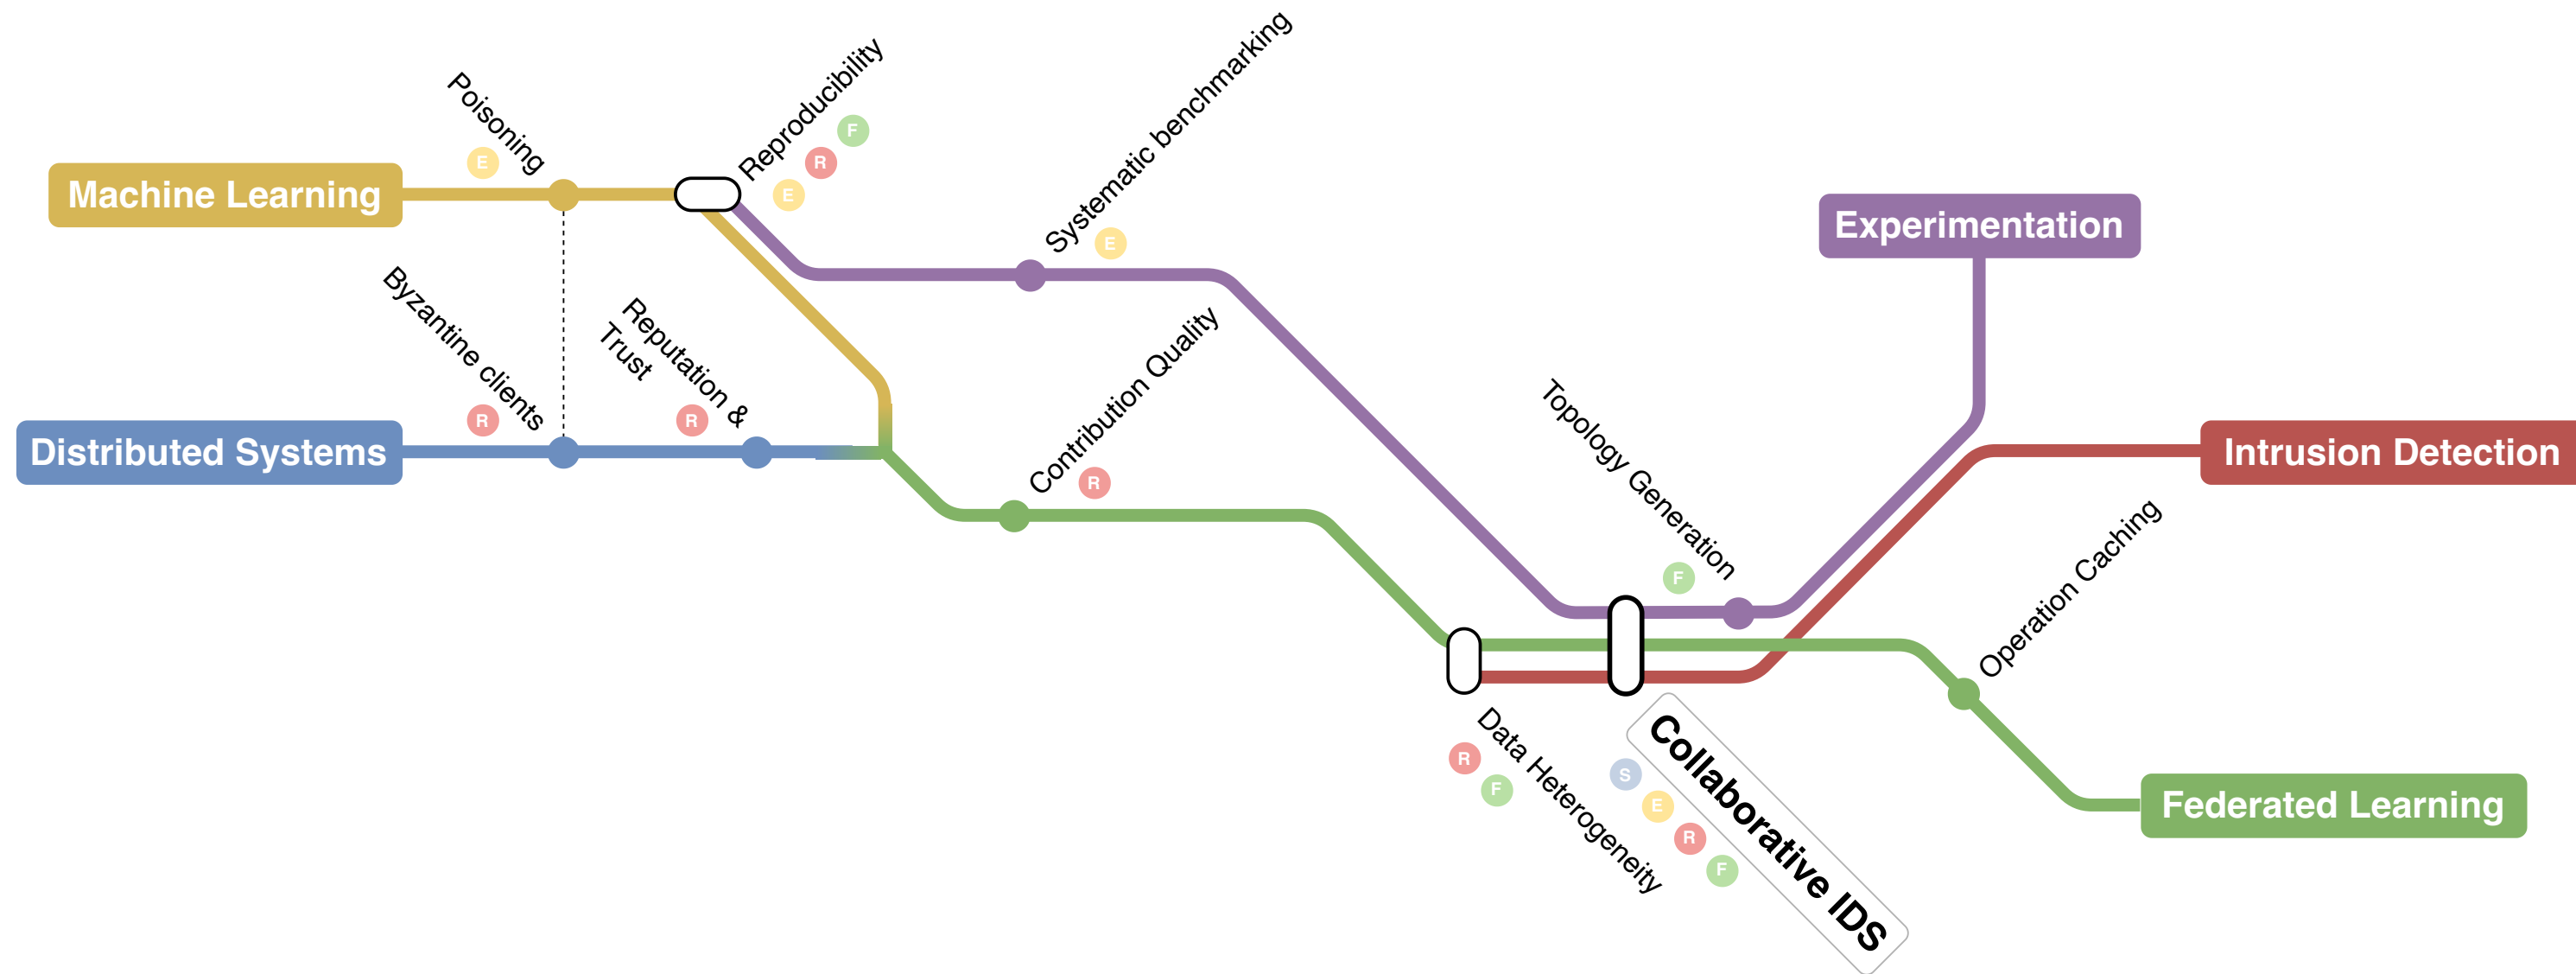 Machine Learning
Poisoning
E
Reproducibility
E
R
F
Systematic benchmarking
E
Experimentation
Distributed Systems
Byzantine clients
R
Reputation &
Trust
R
Contribution Quality
R
Topology Generation
F
Intrusion Detection
Operation Caching
Data Heterogeneity
R
F
Collaborative IDS
S
E
R
F
Federated Learning